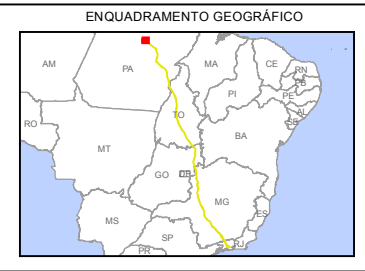 ENQUADRAMENTO GEOGRÁFICO
AM
PA
MA
CE
RN
PB
PI
PE
AL
SE
TO
RO
BA
MT
GO
DF
MG
ES
MS
SP
RJ
PR